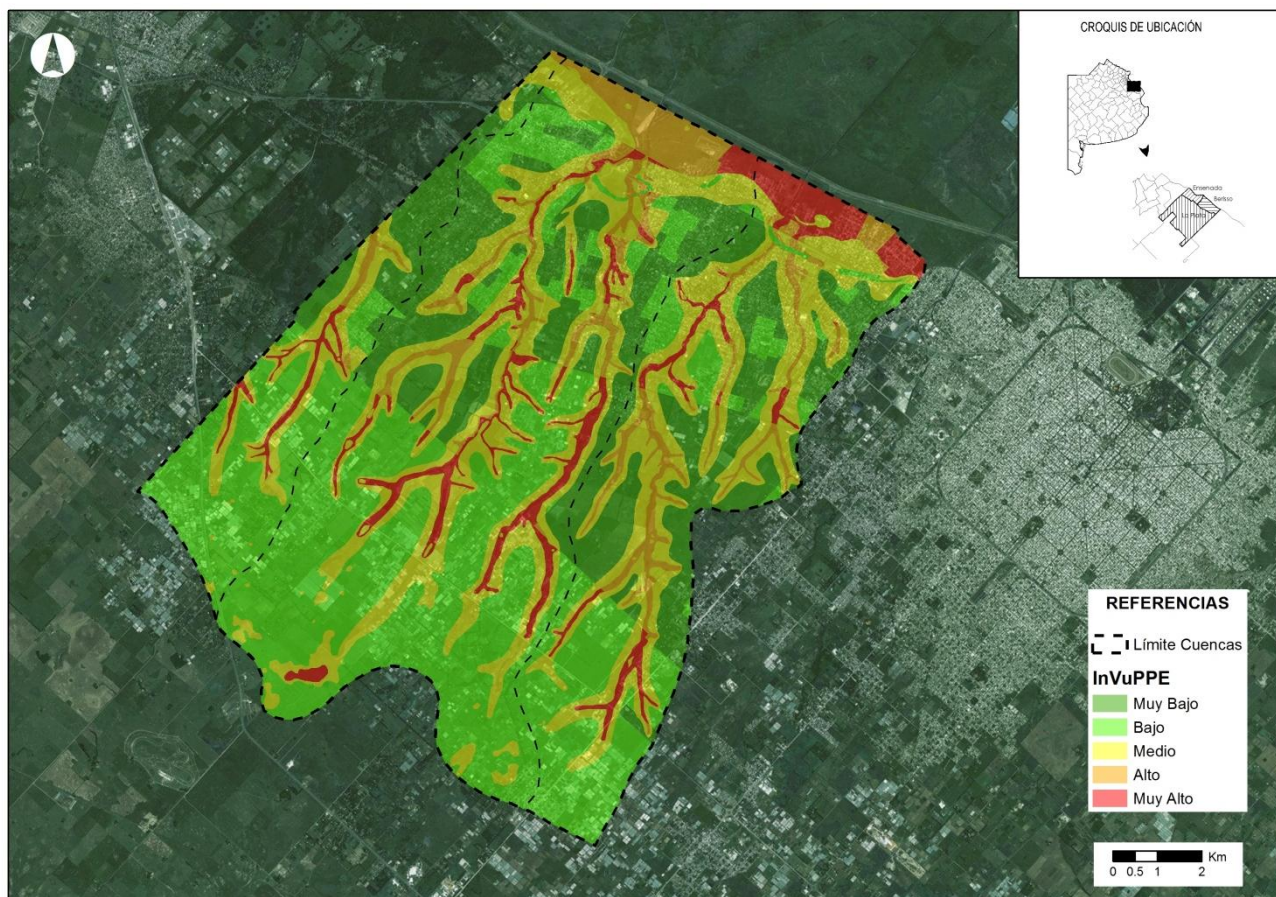 CROQUIS DE UBICACIÓN
Ensenada
Berisso
La Plata
REFERENCIAS
Límite Cuencas
InVuPPE
Muy Bajo
Bajo
Medio
Alto
Muy Alto
Km
0 0.5 1 2